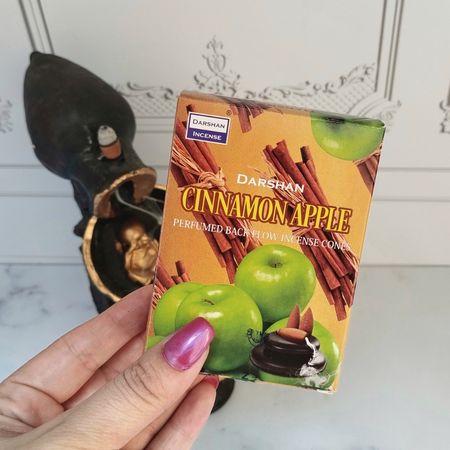 DARSHAN
INCENSE
DARSHAN
CINNAMON APPLE
PERFUMED BACK FLOW INCENSE CONES